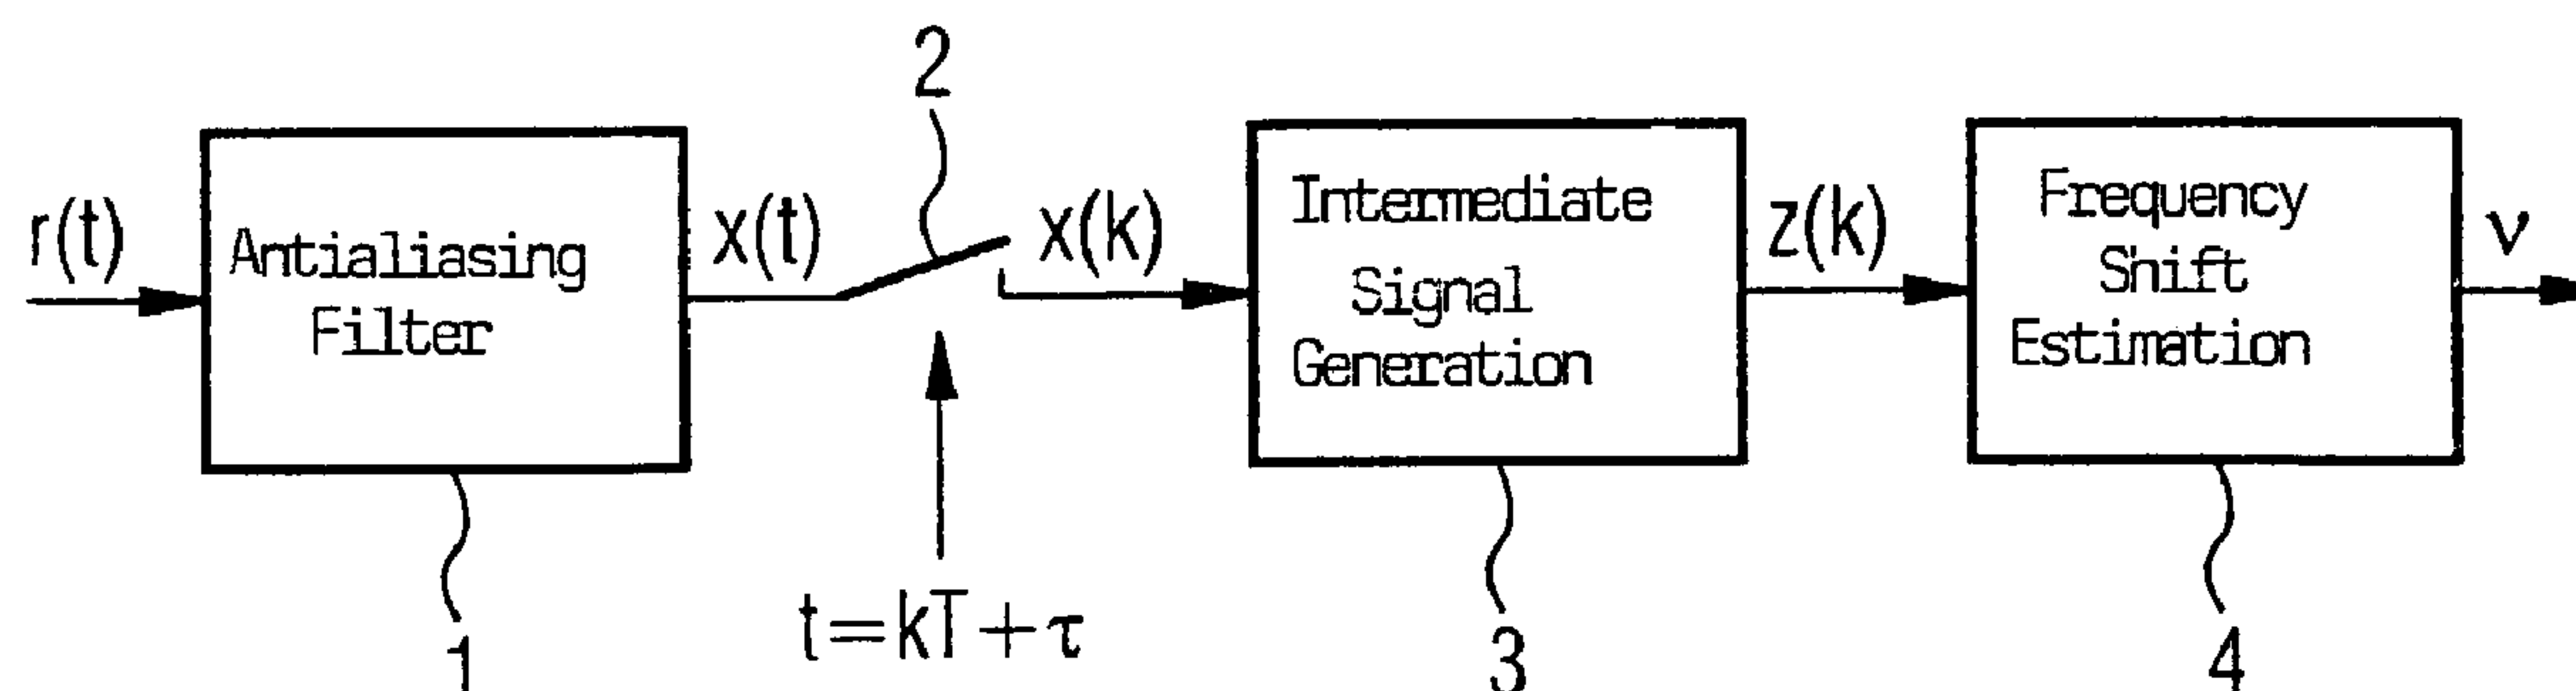 2
r(t)
Antialiasing
Filter
x(t)
x(k)
Intermediate
Signal
Generation
z(k)
Frequency
Shift
Estimation
ν
t=kT+τ
1
3
4